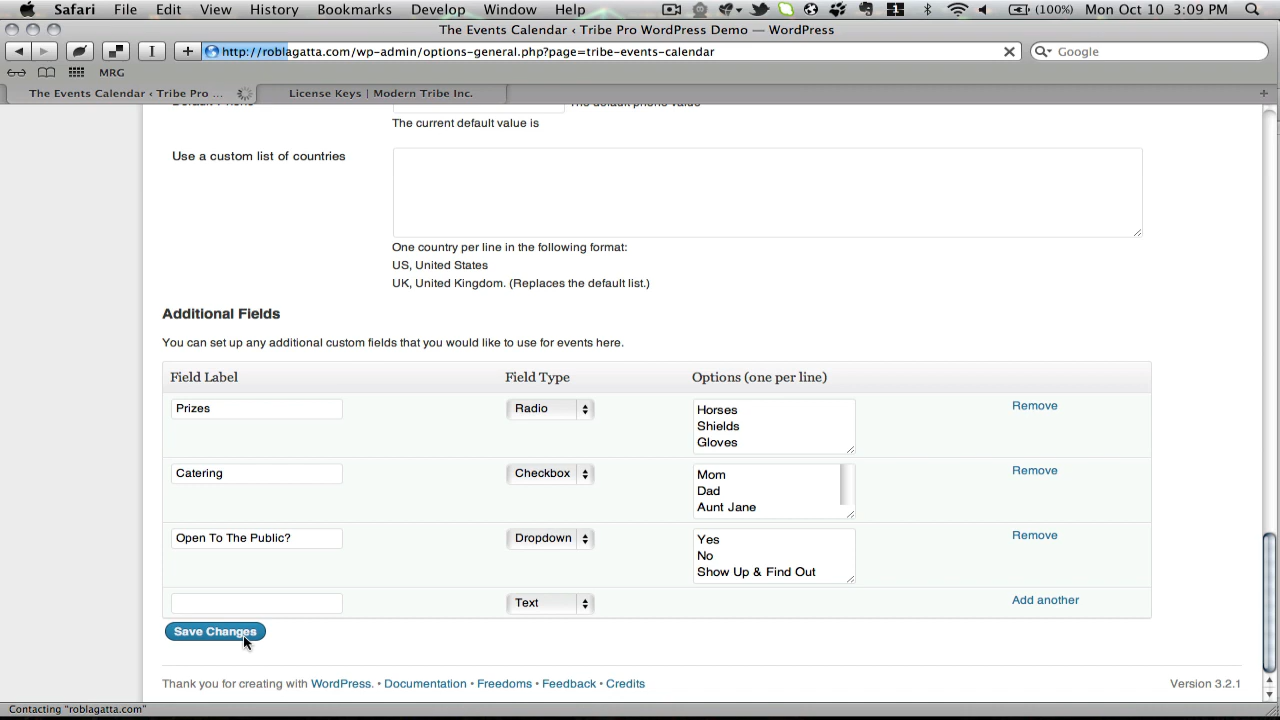 Safari File Edit View History Bookmarks Develop Window Help (100%) Mon Oct 10 3:09 PM
The Events Calendar ‹ Tribe Pro WordPress Demo — WordPress
http://roblagatta.com/wp-admin/options-general.php?page=tribe-events-calendar Google
MRG
The Events Calendar ‹ Tribe Pro ... License Keys | Modern Tribe Inc.
Default Phone The default phone value
The current default value is
Use a custom list of countries
One country per line in the following format:
US, United States
UK, United Kingdom. (Replaces the default list.)
Additional Fields
You can set up any additional custom fields that you would like to use for events here.
Field Label Field Type Options (one per line)
Prizes Radio Horses Remove
Shields
Gloves
Catering Checkbox Mom Remove
Dad
Aunt Jane
Open To The Public? Dropdown Yes Remove
No
Show Up & Find Out
Text Add another
Save Changes
Thank you for creating with WordPress. • Documentation • Freedoms • Feedback • Credits Version 3.2.1
Contacting "roblagatta.com"